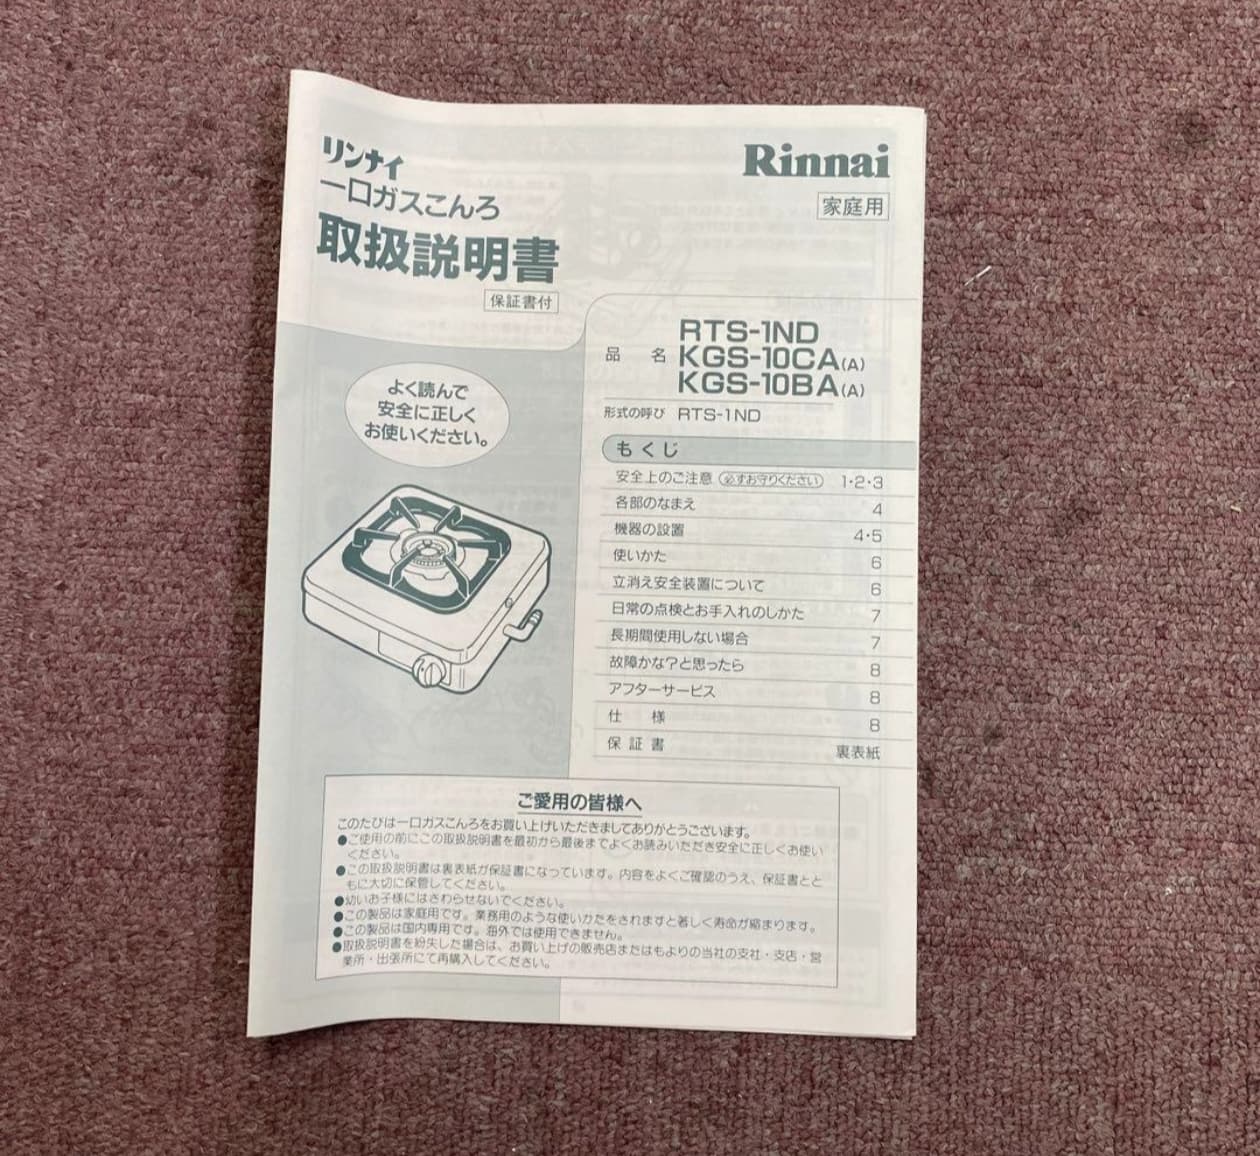 リンナイ
一口ガスこんろ
取扱説明書
保証書付
Rinnai
家庭用
品名 RTS-1ND
KGS-10CA(A)
KGS-10BA(A)
形式の呼び RTS-1ND
よく読んで
安全に正しく
お使いください。
もくじ
安全上のご注意 必ずお守りください 1・2・3
各部のなまえ 4
機器の設置 4・5
使いかた 6
立消え安全装置について 6
日常の点検とお手入れのしかた 7
長期間使用しない場合 7
故障かな?と思ったら 8
アフターサービス 8
仕様 8
保証書 裏表紙
ご愛用の皆様へ
このたびは一口ガスこんろをお買い上げいただきましてありがとうございます。
●ご使用の前にこの取扱説明書を最初から最後までよくお読みいただき安全に正しくお使い
ください。
●この取扱説明書は裏表紙が保証書になっています。内容をよくご確認のうえ、保証書とと
もに大切に保管してください。
●幼いお子様にはさわらせないでください。
●この製品は家庭用です。業務用のような使いかたをされますと著しく寿命が縮まります。
●この製品は国内専用です。海外では使用できません。
●取扱説明書を紛失した場合は、お買い上げの販売店またはもよりの当社の支社・支店・営
業所・出張所にて再購入してください。